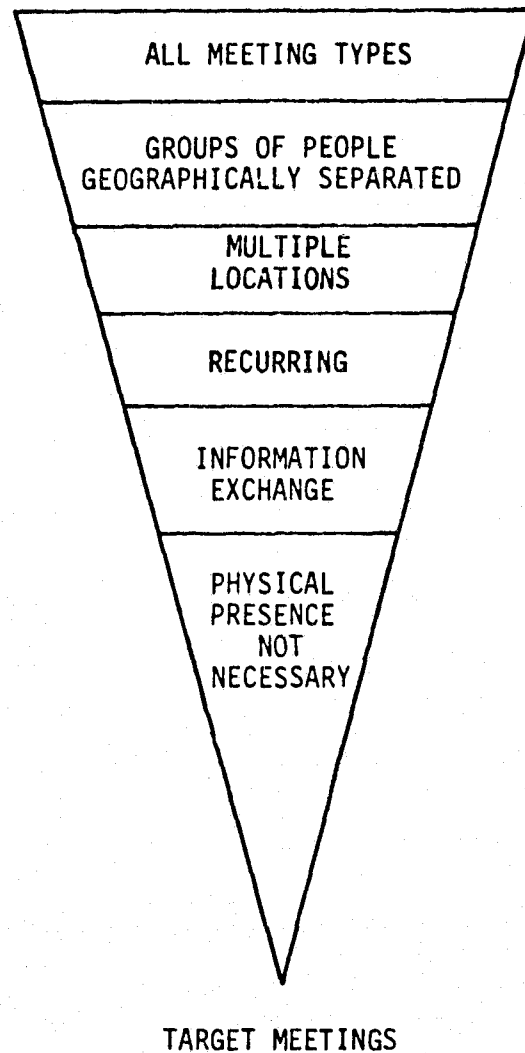 ALL MEETING TYPES
GROUPS OF PEOPLE
GEOGRAPHICALLY SEPARATED
MULTIPLE
LOCATIONS
RECURRING
INFORMATION
EXCHANGE
PHYSICAL
PRESENCE
NOT
NECESSARY
TARGET MEETINGS